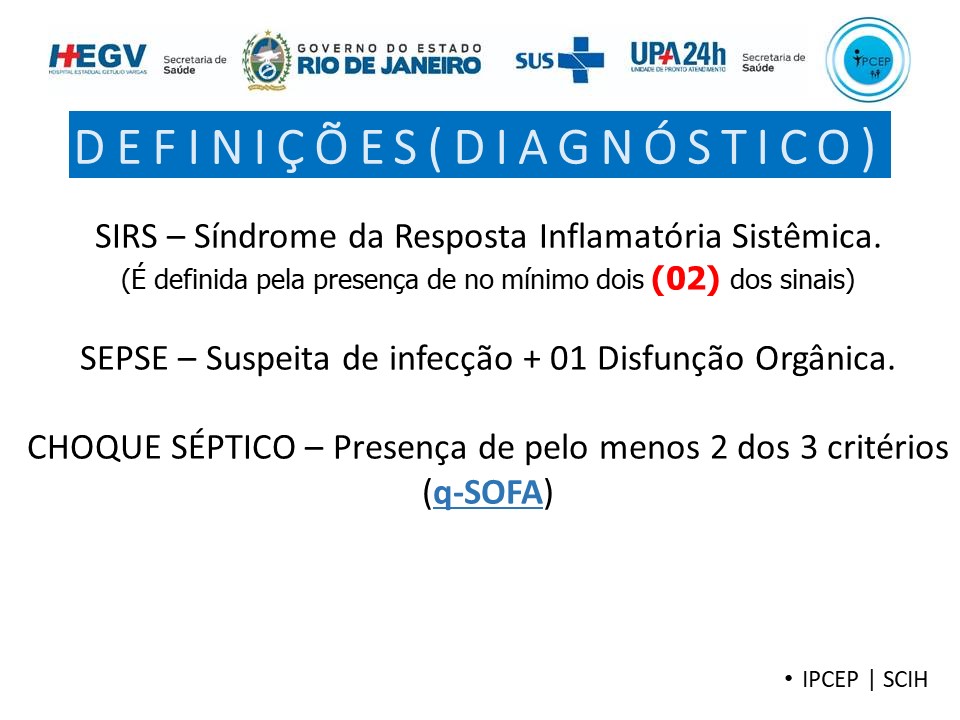 HEGV
HOSPITAL ESTADUAL GETÚLIO VARGAS
Secretaria de
Saúde
GOVERNO DO ESTADO
RIO DE JANEIRO
SUS
UPA 24h
UNIDADE DE PRONTO ATENDIMENTO
Secretaria de
Saúde
IPCEP
DEFINIÇÕES(DIAGNÓSTICO)
SIRS – Síndrome da Resposta Inflamatória Sistêmica.
(É definida pela presença de no mínimo dois (02) dos sinais)
SEPSE – Suspeita de infecção + 01 Disfunção Orgânica.
CHOQUE SÉPTICO – Presença de pelo menos 2 dos 3 critérios
(q-SOFA)
• IPCEP | SCIH